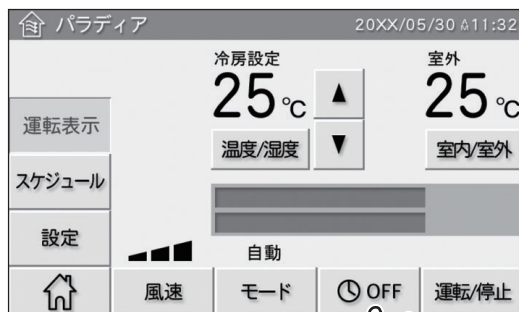 パラディア 20XX/05/30 AM11:32
冷房設定 室外
25℃ ▲ 25℃
運転表示
温度/湿度 ▼ 室内/室外
スケジュール
設定
自動
風速 モード OFF 運転/停止